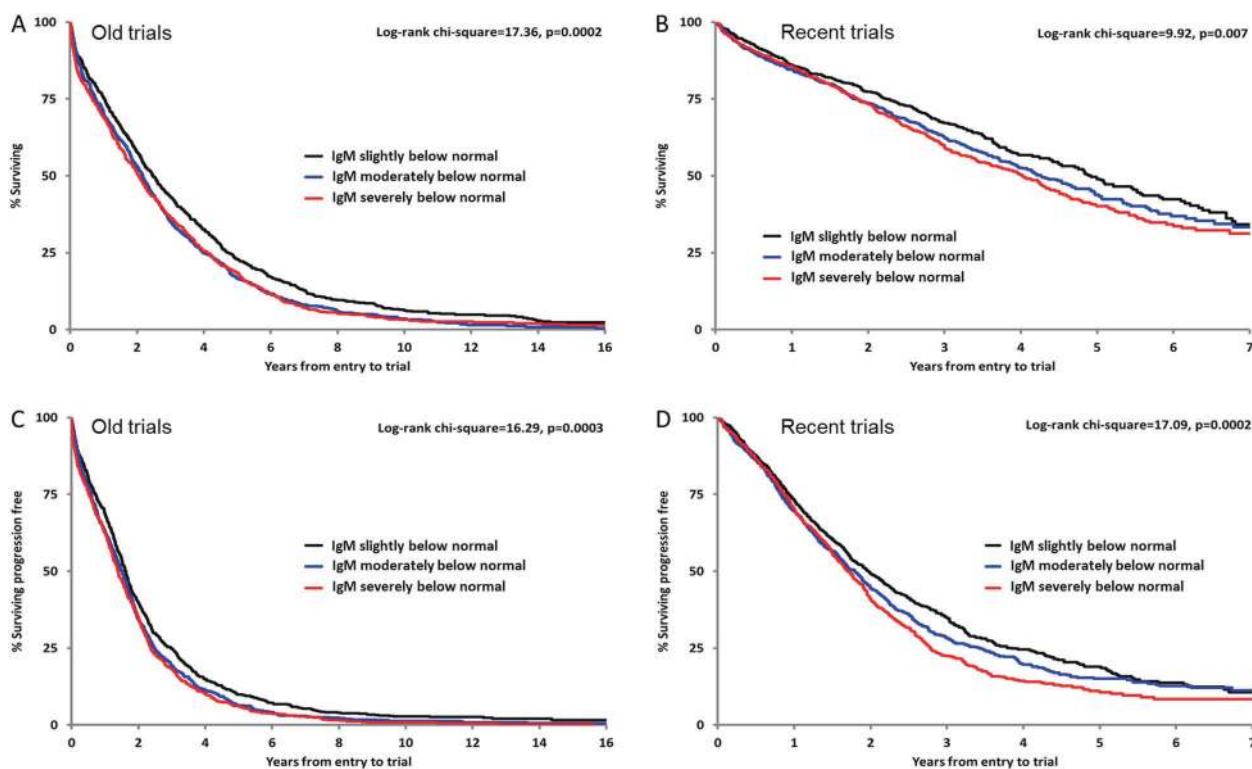 A
Old trials
Log-rank chi-square=17.36, p=0.0002
% Surviving
100
75
50
25
0
IgM slightly below normal
IgM moderately below normal
IgM severely below normal
0 2 4 6 8 10 12 14 16
Years from entry to trial
B
Recent trials
Log-rank chi-square=9.92, p=0.007
% Surviving
100
75
50
25
0
IgM slightly below normal
IgM moderately below normal
IgM severely below normal
0 1 2 3 4 5 6 7
Years from entry to trial
C
Old trials
Log-rank chi-square=16.29, p=0.0003
% Surviving progression free
100
75
50
25
0
IgM slightly below normal
IgM moderately below normal
IgM severely below normal
0 2 4 6 8 10 12 14 16
Years from entry to trial
D
Recent trials
Log-rank chi-square=17.09, p=0.0002
% Surviving progression free
100
75
50
25
0
IgM slightly below normal
IgM moderately below normal
IgM severely below normal
0 1 2 3 4 5 6 7
Years from entry to trial